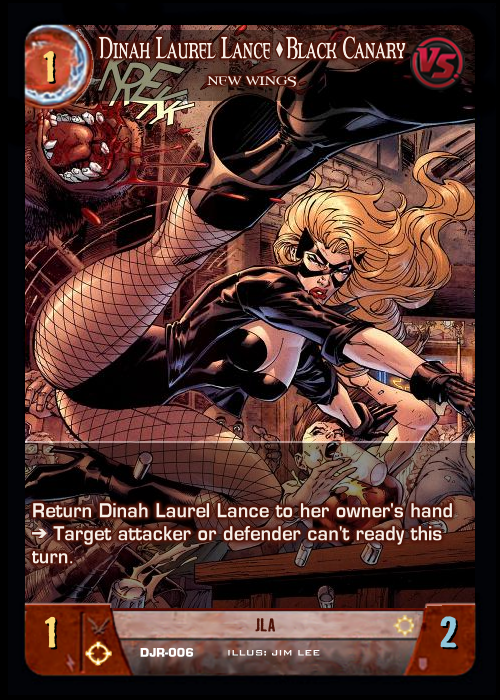 1
DINAH LAUREL LANCE ♦ BLACK CANARY
VS
NEW WINGS
Return Dinah Laurel Lance to her owner's hand
➔ Target attacker or defender can't ready this
turn.
1
JLA
2
DJR-006 ILLUS: JIM LEE